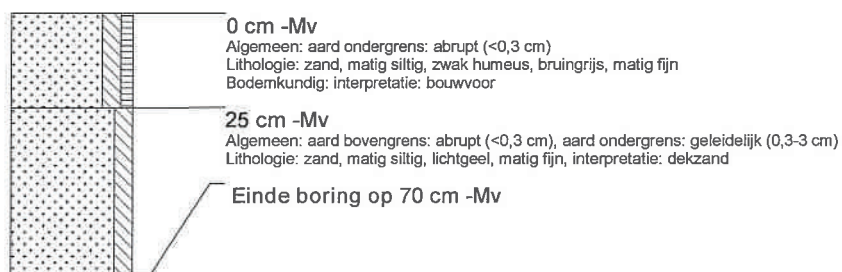 0 cm -Mv
Algemeen: aard ondergrens: abrupt (<0,3 cm)
Lithologie: zand, matig siltig, zwak humeus, bruingrijs, matig fijn
Bodemkundig: interpretatie: bouwvoor
25 cm -Mv
Algemeen: aard bovengrens: abrupt (<0,3 cm), aard ondergrens: geleidelijk (0,3-3 cm)
Lithologie: zand, matig siltig, lichtgeel, matig fijn, interpretatie: dekzand
Einde boring op 70 cm -Mv